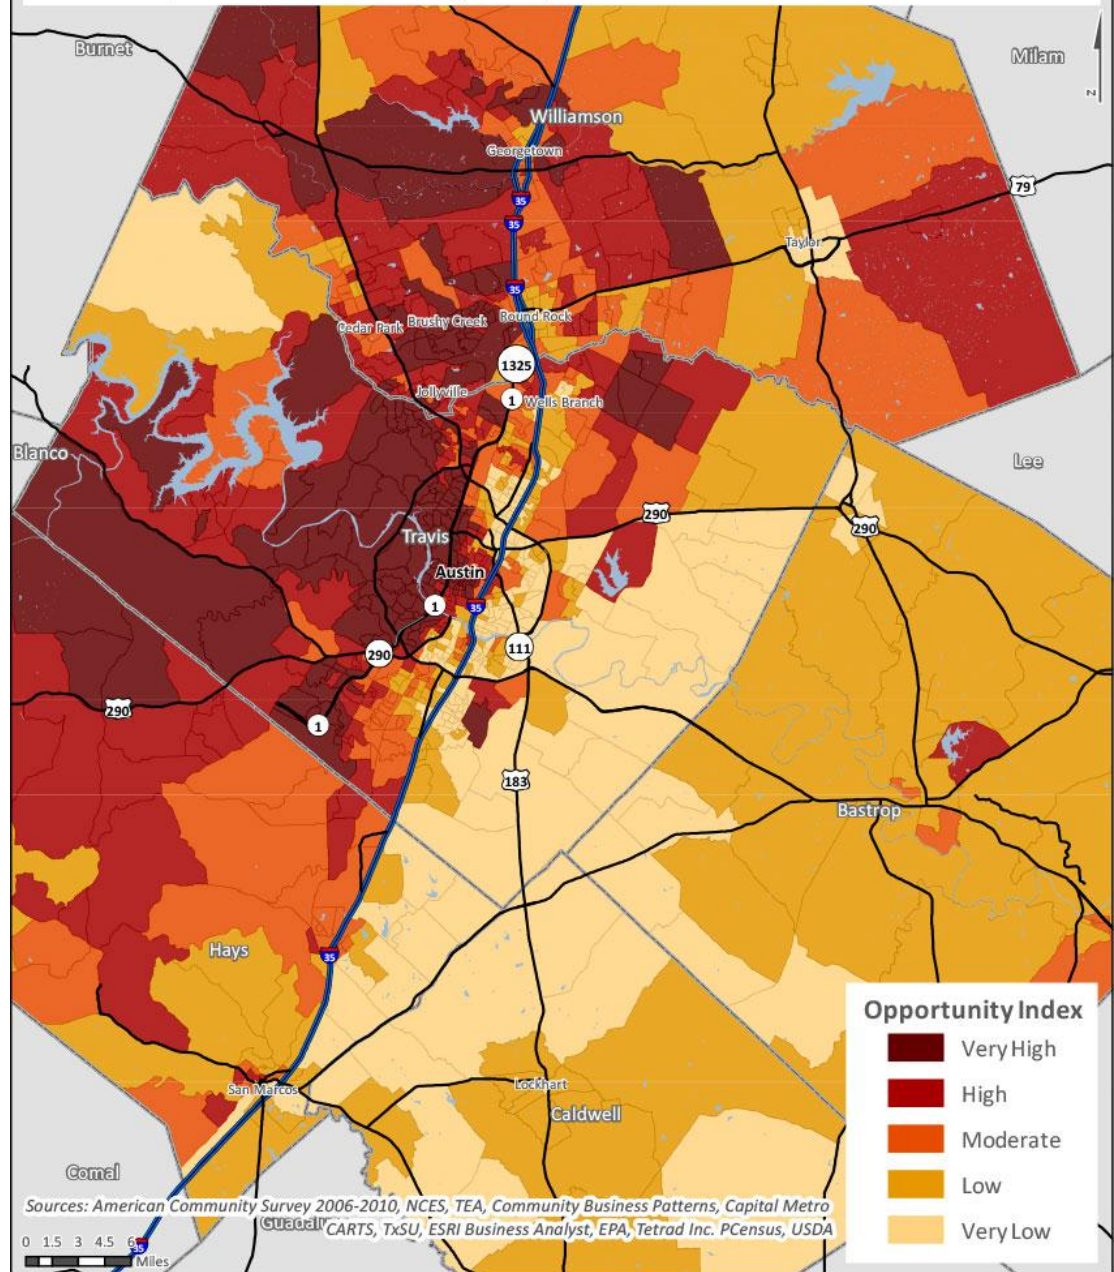 Burnet
Milam
N
Williamson
Georgetown
35
79
35
Taylor
35
Round Rock
Cedar Park
Brushy Creek
1325
Jollyville
1
Wells Branch
Blanco
Lee
290
290
Travis
Austin
1
35
290
111
290
1
183
Bastrop
Hays
35
San Marcos
Lockhart
Caldwell
Comal
Opportunity Index
Very High
High
Moderate
Low
Very Low
Sources: American Community Survey 2006-2010, NCES, TEA, Community Business Patterns, Capital Metro
CARTS, TxSU, ESRI Business Analyst, EPA, Tetrad Inc. PCensus, USDA
0 1.5 3 4.5 6
Miles
35